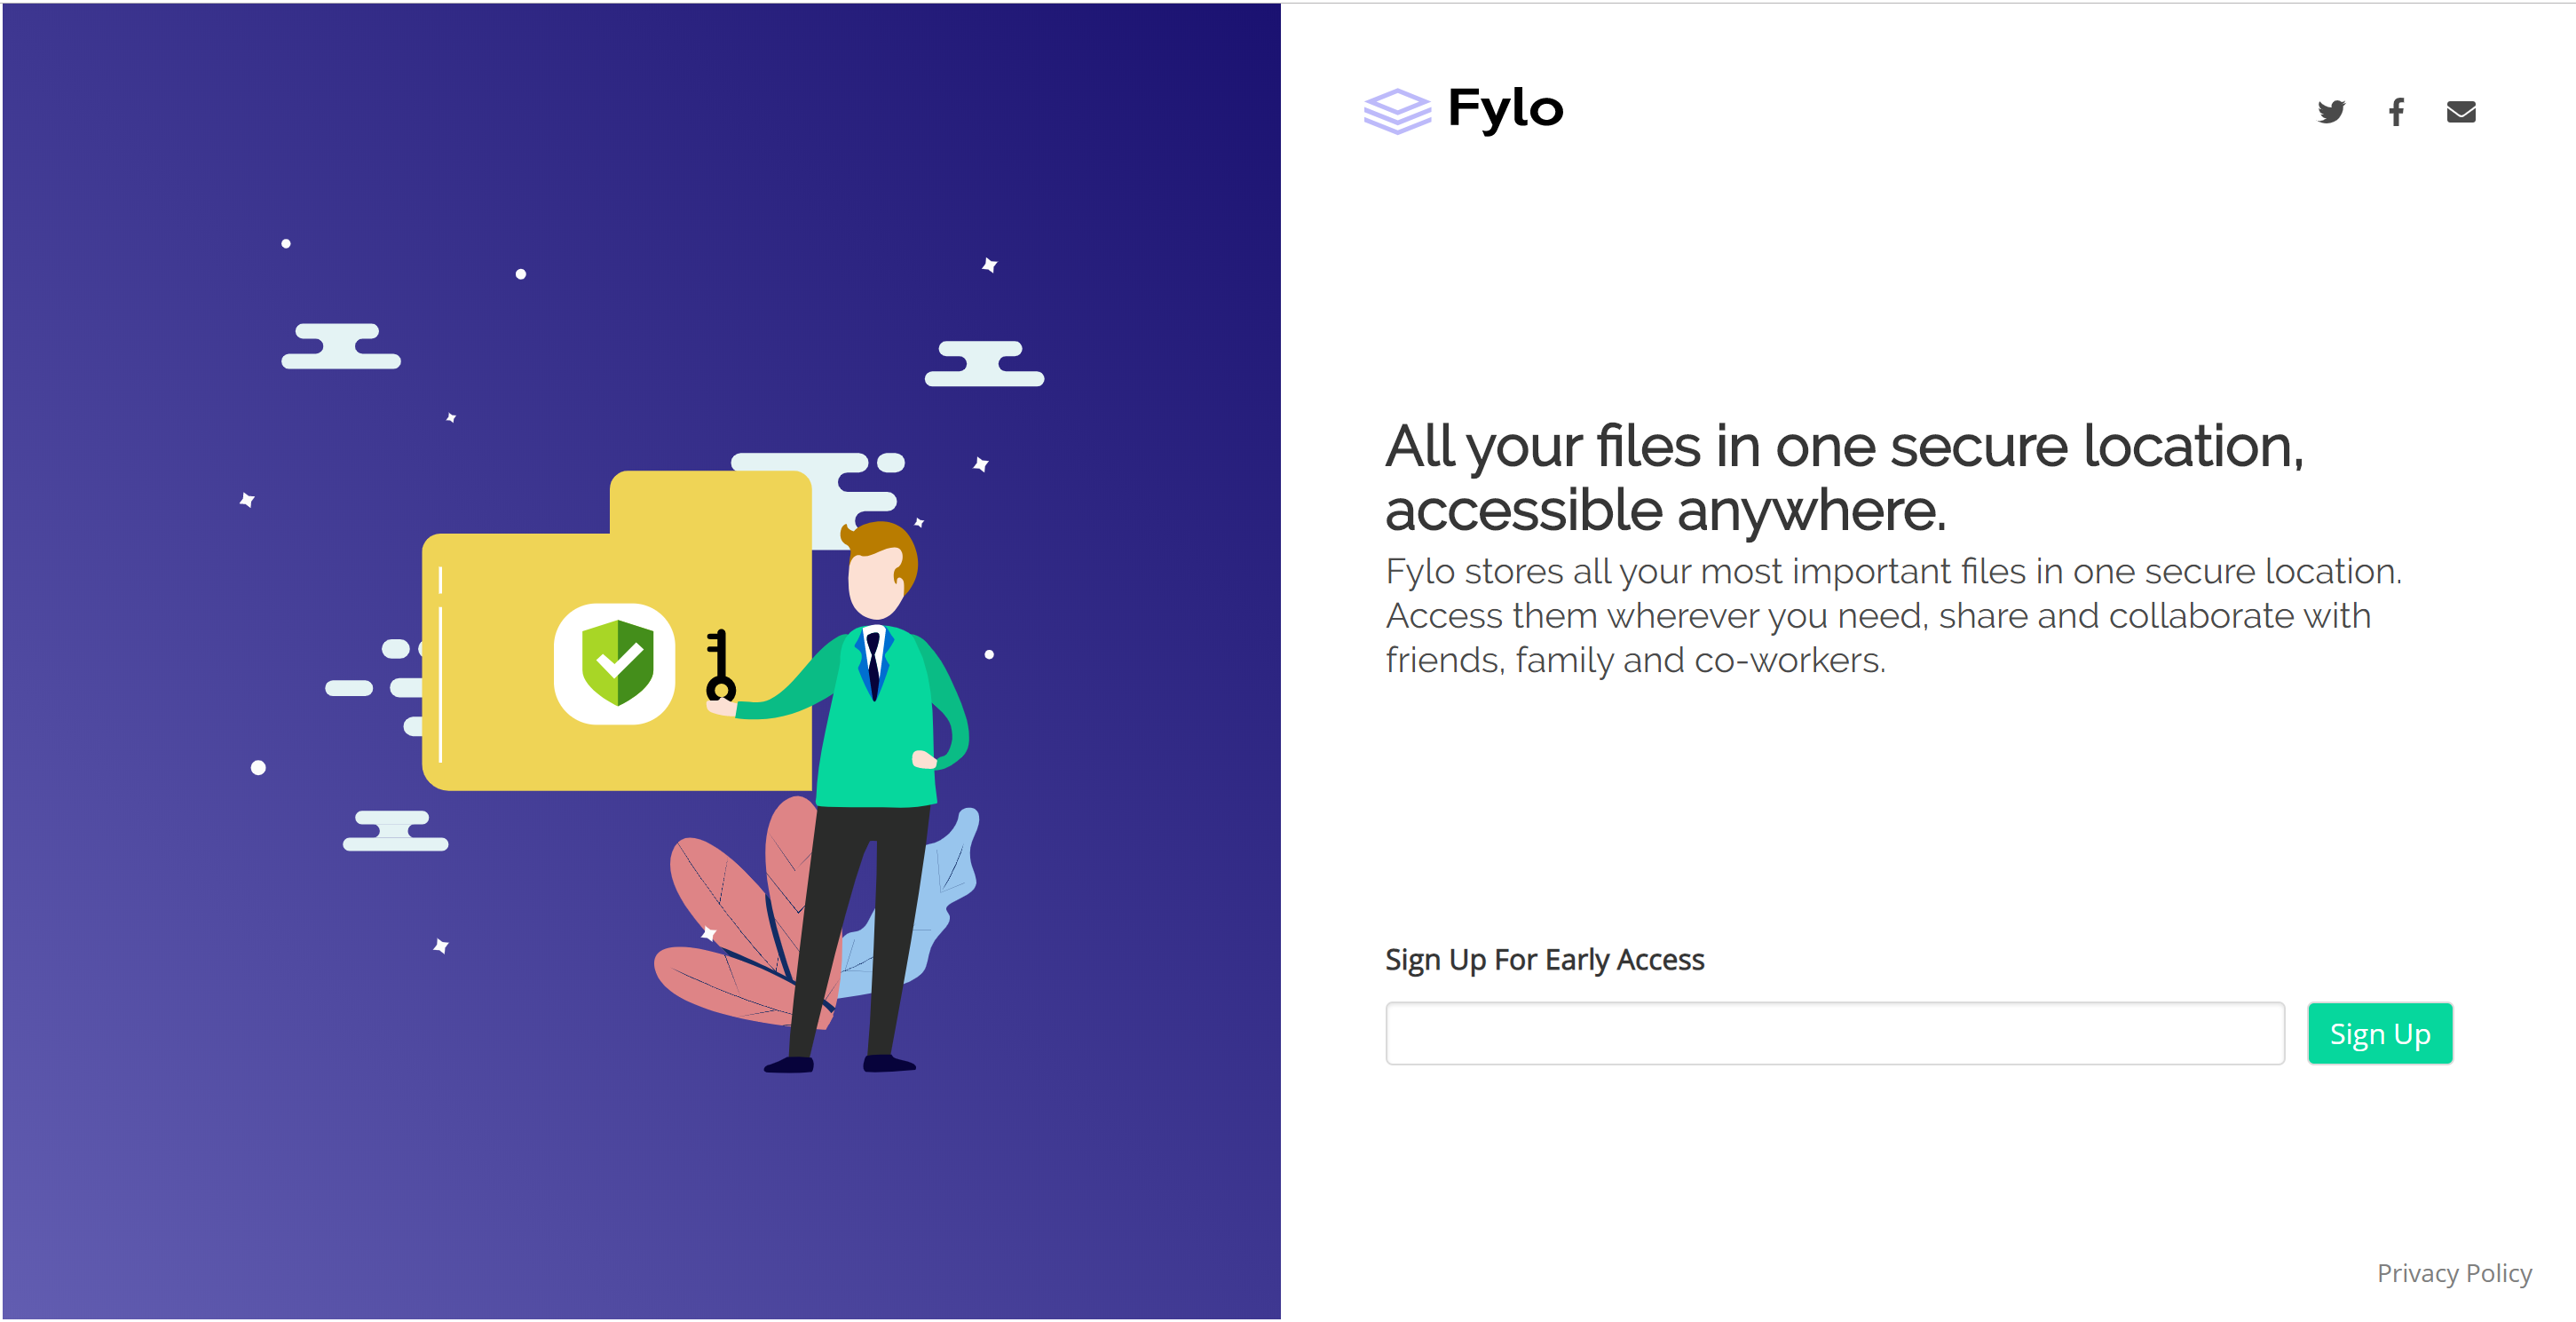 Fylo
All your files in one secure location,
accessible anywhere.
Fylo stores all your most important files in one secure location.
Access them wherever you need, share and collaborate with
friends, family and co-workers.
Sign Up For Early Access
Sign Up
Privacy Policy